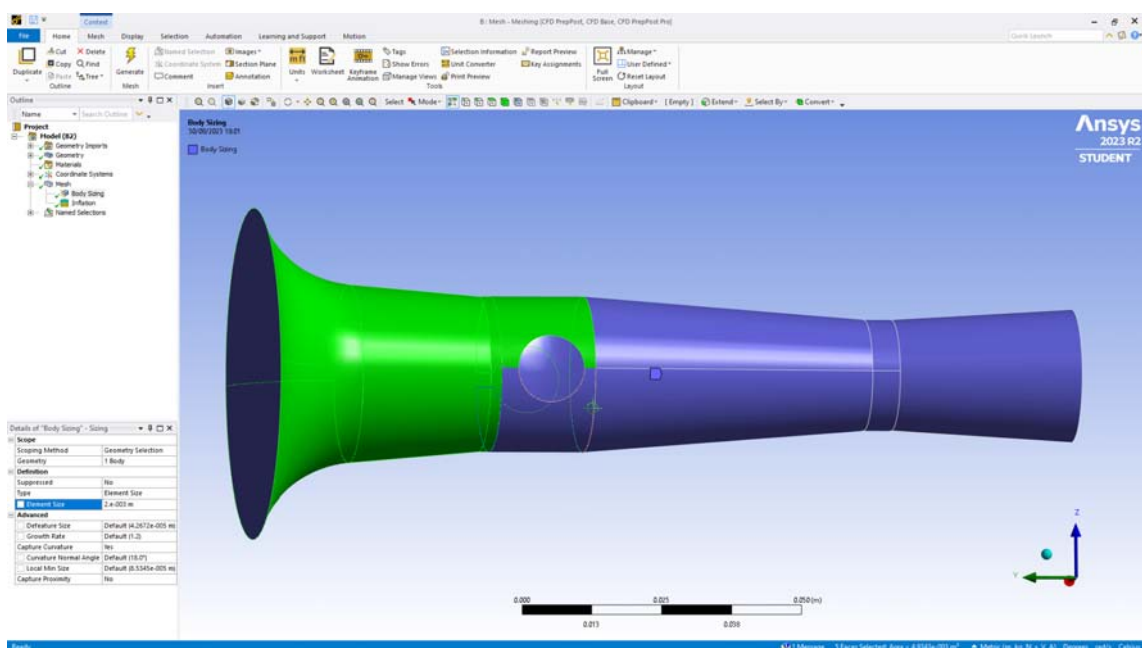 Context
B : Mesh - Meshing [CFD PrepPost, CFD Base, CFD PrepPost Pro]
File Home Mesh Display Selection Automation Learning and Support Motion
Quick Launch
Duplicate
Cut
Delete
Copy
Find
Paste
Tree
Outline
Generate
Mesh
Named Selection
Coordinate System
Comment
Images
Section Plane
Annotation
Insert
Units
Worksheet
Keyframe
Animation
Tags
Show Errors
Manage Views
Selection Information
Unit Converter
Print Preview
Report Preview
Key Assignments
Tools
Full
Screen
Manage
User Defined
Reset Layout
Layout
Outline
Name
Search Outline
Select
Mode
Clipboard
[ Empty ]
Extend
Select By
Convert
Project
Model (B2)
Geometry Imports
Geometry
Materials
Coordinate Systems
Mesh
Body Sizing
Inflation
Named Selections
Body Sizing
Body Sizing
Ansys
2023 R2
STUDENT
Details of "Body Sizing" - Sizing
Scope
Scoping Method Geometry Selection
Geometry 1 Body
Definition
Suppressed No
Type Element Size
Element Size 2.e-003 m
Advanced
Defeature Size Default (4.2672e-005 m)
Growth Rate Default (1.2)
Capture Curvature Yes
Curvature Normal Angle Default (18.0°)
Local Min Size Default (8.5345e-005 m)
Capture Proximity No
0.000 0.025 0.050 (m)
0.013 0.038
Z
Y
Ready
1 Message